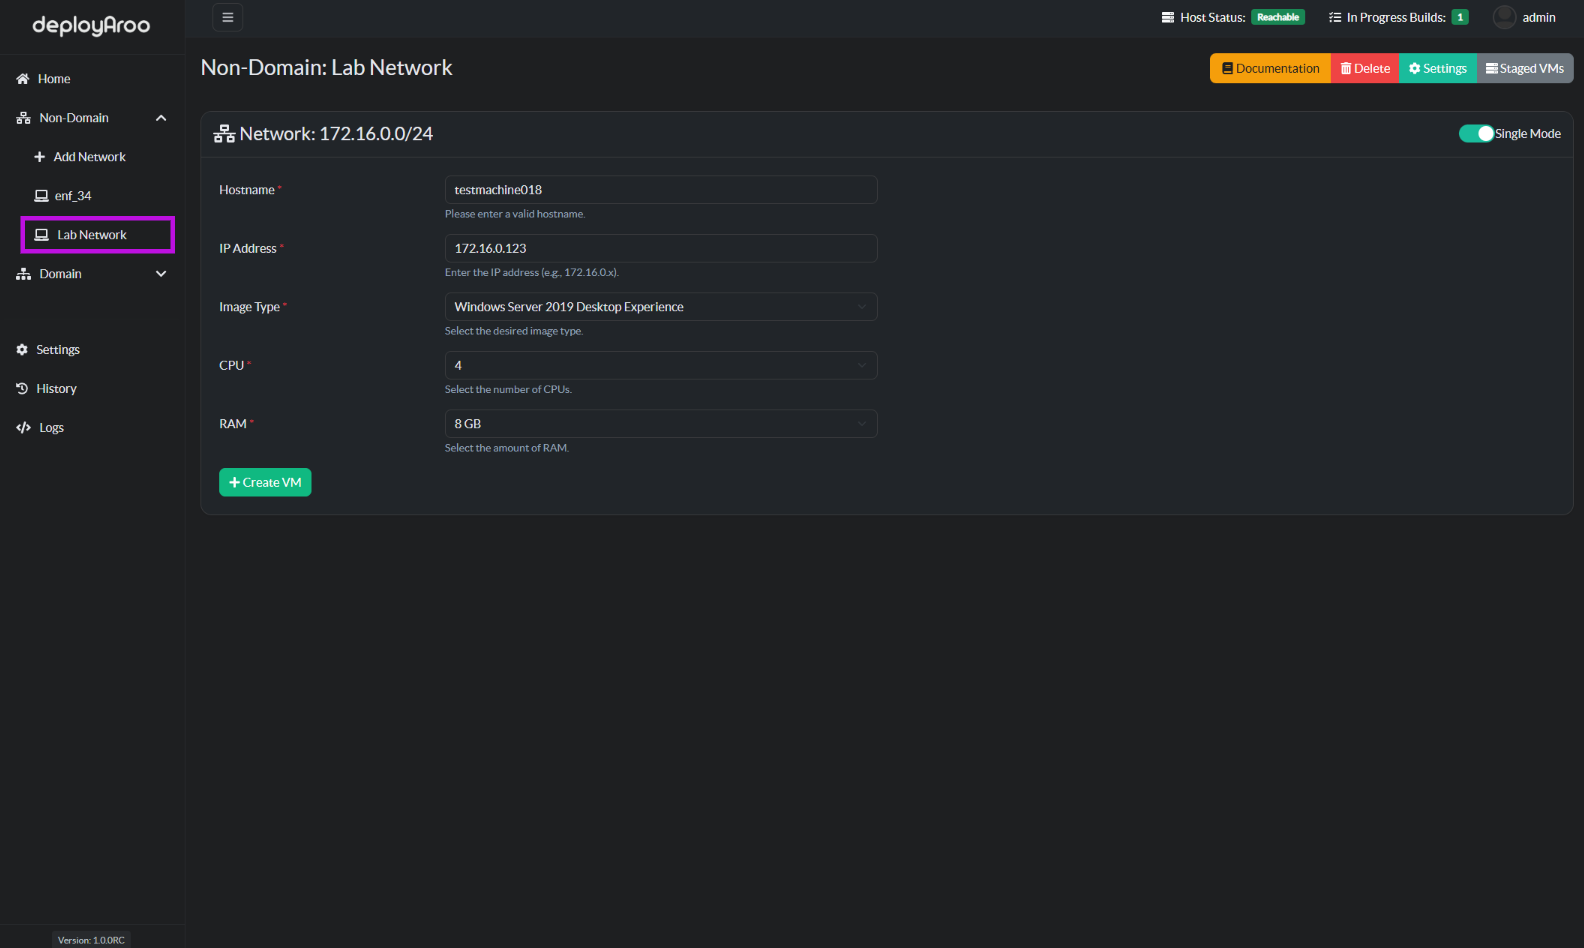 deployAroo
Host Status: Reachable
In Progress Builds: 1
admin
Home
Non-Domain
Add Network
enf_34
Lab Network
Domain
Settings
History
Logs
Version: 1.0.0RC
Non-Domain: Lab Network
Documentation
Delete
Settings
Staged VMs
Network: 172.16.0.0/24
Single Mode
Hostname *
testmachine018
Please enter a valid hostname.
IP Address *
172.16.0.123
Enter the IP address (e.g., 172.16.0.x).
Image Type *
Windows Server 2019 Desktop Experience
Select the desired image type.
CPU *
4
Select the number of CPUs.
RAM *
8 GB
Select the amount of RAM.
Create VM